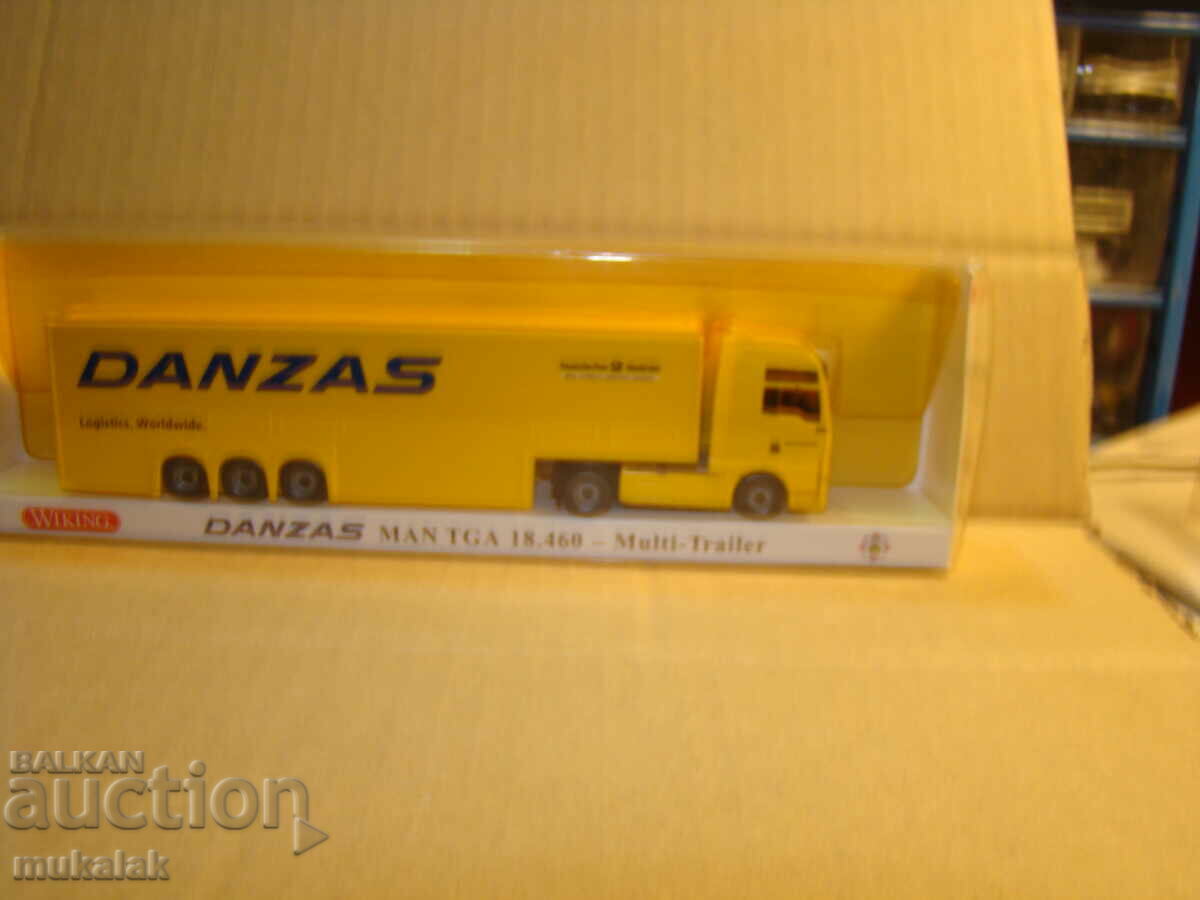 DANZAS
Logistics, Worldwide.
WIKING
DANZAS MAN TGA 18.460 – Multi-Trailer
BALKAN
auction
mukalak